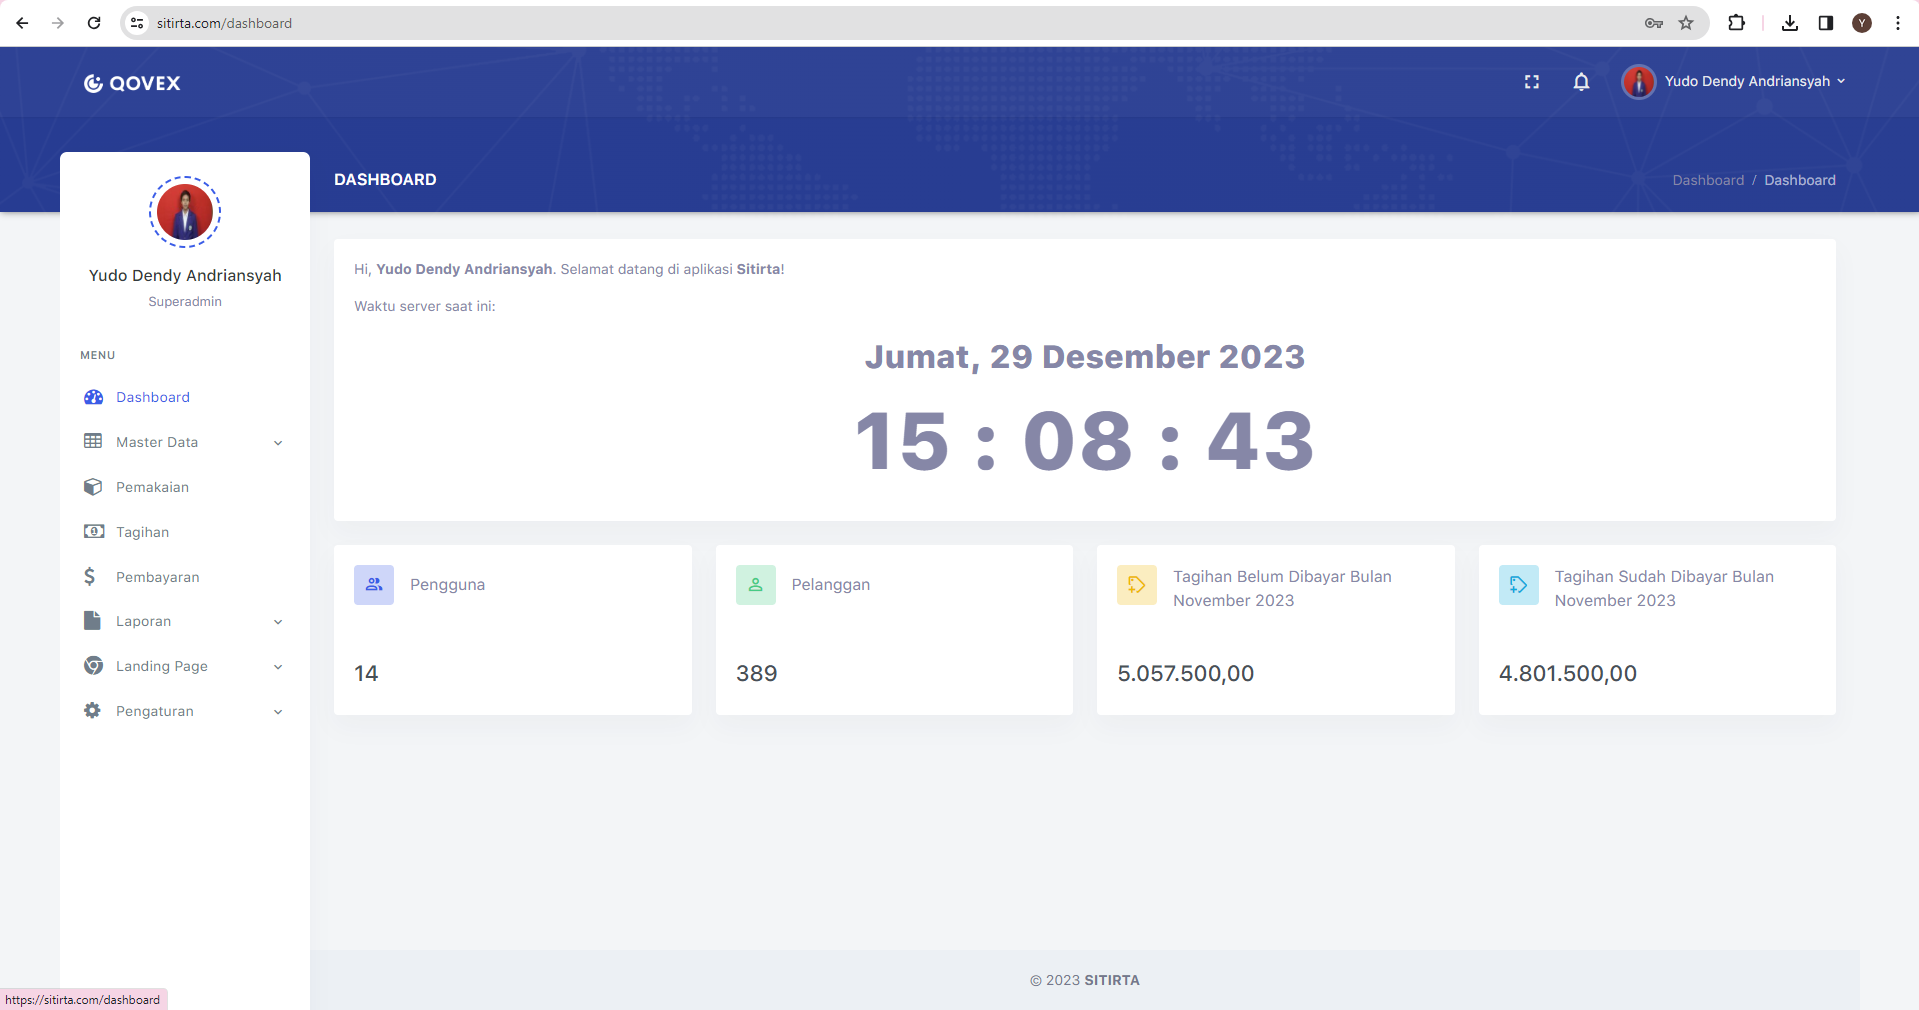 sitirta.com/dashboard
Y
QOVEX
Yudo Dendy Andriansyah
DASHBOARD
Dashboard / Dashboard
Yudo Dendy Andriansyah
Superadmin
MENU
Dashboard
Master Data
Pemakaian
Tagihan
Pembayaran
Laporan
Landing Page
Pengaturan
Hi, Yudo Dendy Andriansyah. Selamat datang di aplikasi Sitirta!
Waktu server saat ini:
Jumat, 29 Desember 2023
15 : 08 : 43
Pengguna
14
Pelanggan
389
Tagihan Belum Dibayar Bulan
November 2023
5.057.500,00
Tagihan Sudah Dibayar Bulan
November 2023
4.801.500,00
© 2023 SITIRTA
https://sitirta.com/dashboard